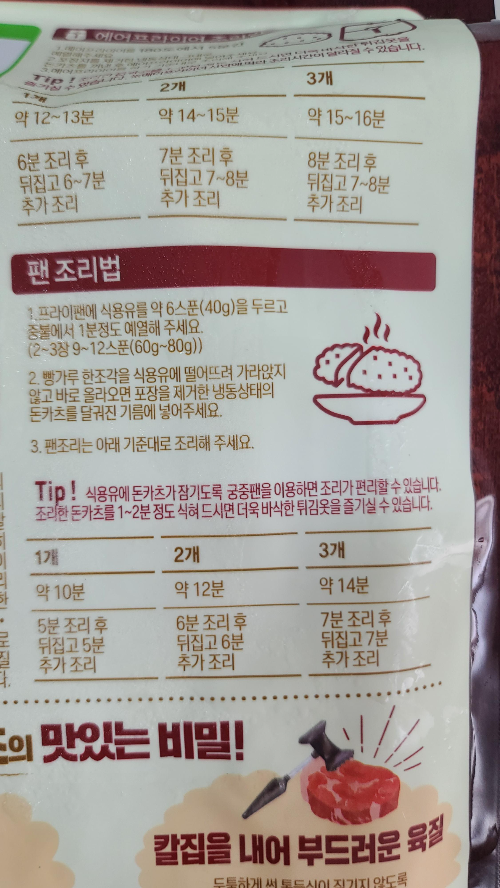 에어프라이어 조리
Tip!
1개 2개 3개
약 12~13분 약 14~15분 약 15~16분
6분 조리 후 7분 조리 후 8분 조리 후
뒤집고 6~7분 뒤집고 7~8분 뒤집고 7~8분
추가 조리 추가 조리 추가 조리
팬 조리법
1. 프라이팬에 식용유를 약 6스푼(40g)을 두르고
중불에서 1분정도 예열해 주세요.
(2~3장 9~12스푼(60g~80g))
2. 빵가루 한조각을 식용유에 떨어뜨려 가라앉지
않고 바로 올라오면 포장을 제거한 냉동상태의
돈카츠를 달궈진 기름에 넣어주세요.
3. 팬조리는 아래 기준대로 조리해 주세요.
Tip! 식용유에 돈카츠가 잠기도록 궁중팬을 이용하면 조리가 편리할 수 있습니다.
조리한 돈카츠를 1~2분 정도 식혀 드시면 더욱 바삭한 튀김옷을 즐기실 수 있습니다.
1개 2개 3개
약 10분 약 12분 약 14분
5분 조리 후 6분 조리 후 7분 조리 후
뒤집고 5분 뒤집고 6분 뒤집고 7분
추가 조리 추가 조리 추가 조리
의 맛있는 비밀!
칼집을 내어 부드러운 육질
두툼하게 썬 통등심이 질기지 않도록